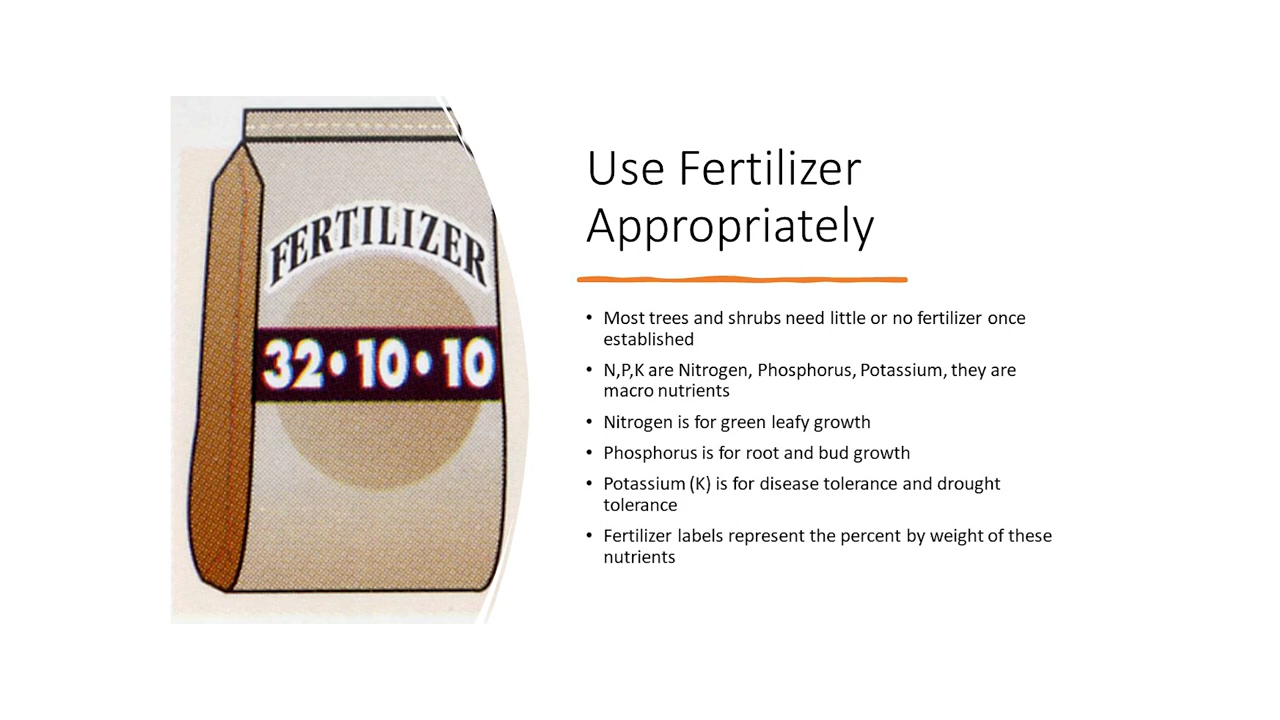 FERTILIZER
32•10•10
Use Fertilizer
Appropriately
• Most trees and shrubs need little or no fertilizer once
established
• N,P,K are Nitrogen, Phosphorus, Potassium, they are
macro nutrients
• Nitrogen is for green leafy growth
• Phosphorus is for root and bud growth
• Potassium (K) is for disease tolerance and drought
tolerance
• Fertilizer labels represent the percent by weight of these
nutrients